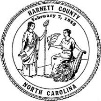 HARNETT COUNTY
February 7, 1855
NORTH CAROLINA